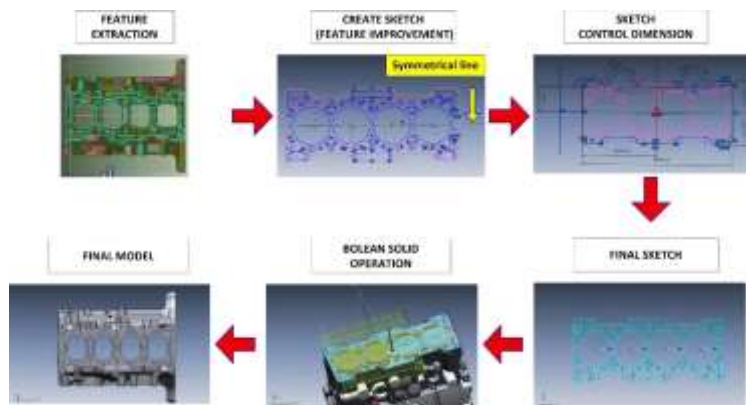 FEATURE
EXTRACTION
CREATE SKETCH
(FEATURE IMPROVEMENT)
SKETCH
CONTROL DIMENSION
Symmetrical line
FINAL MODEL
BOLEAN SOLID
OPERATION
FINAL SKETCH